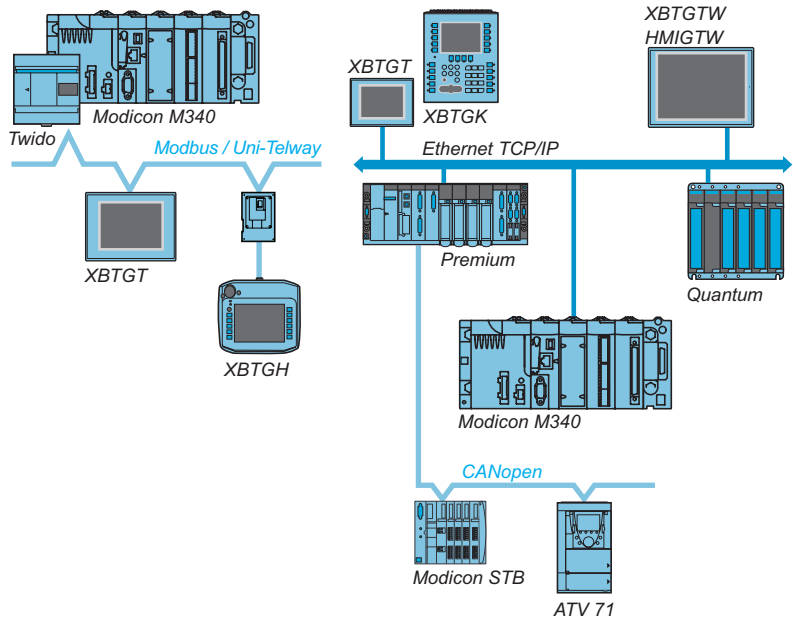 XBTGTW
HMIGTW
XBTGT
XBTGK
Modicon M340
Twido
Modbus / Uni-Telway
Ethernet TCP/IP
XBTGT
Premium
Quantum
XBTGH
Modicon M340
CANopen
Modicon STB
ATV 71